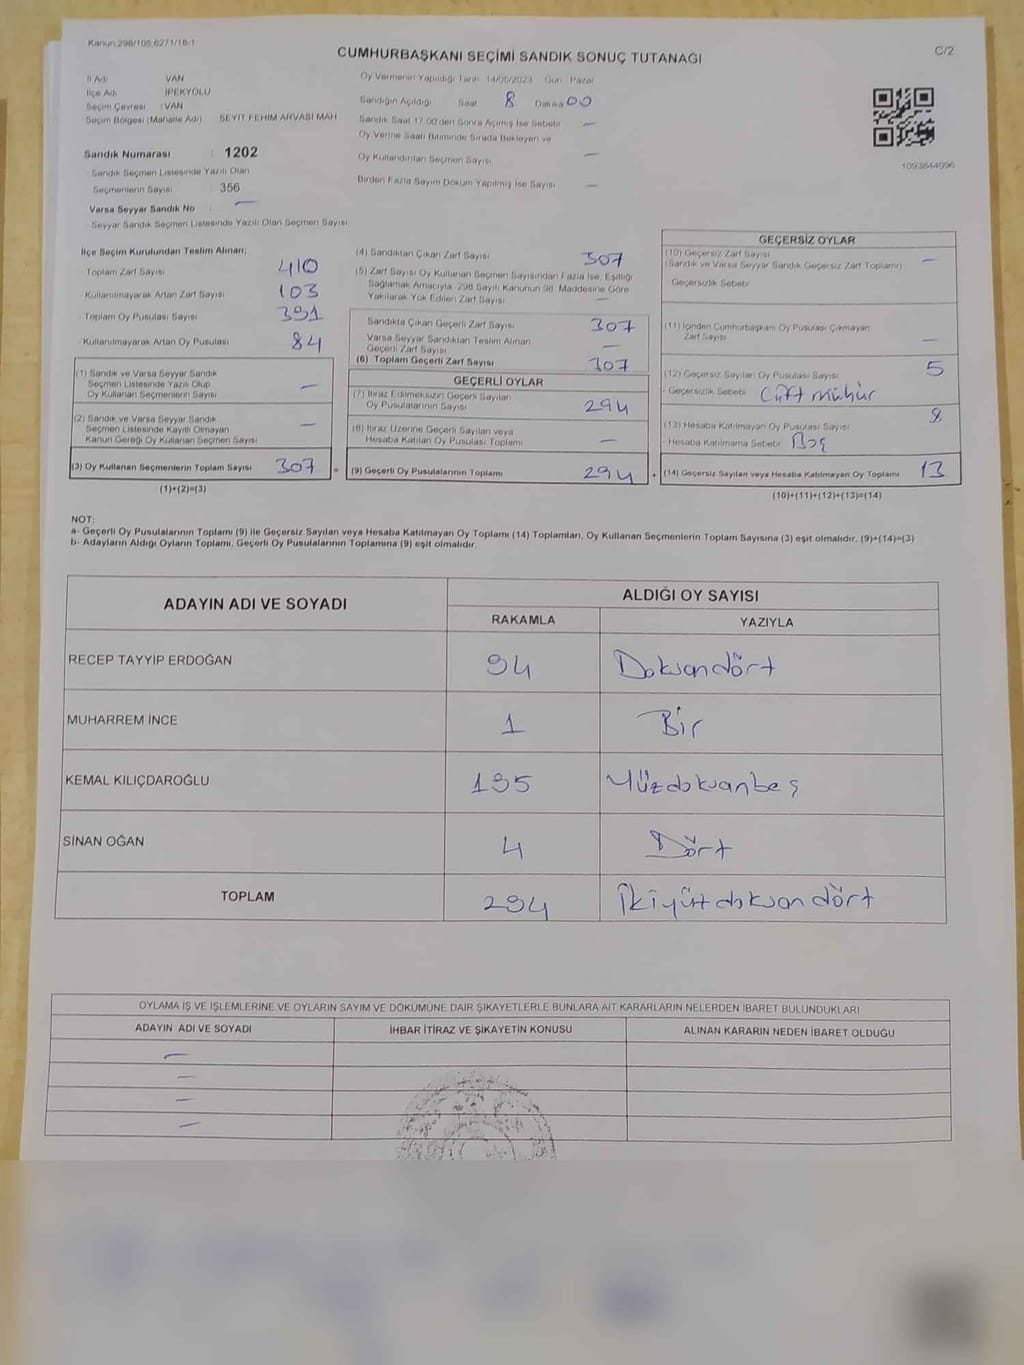 Kanun:298/105,6271/18-1
C/2
CUMHURBAŞKANI SEÇİMİ SANDIK SONUÇ TUTANAĞI
İl Adı VAN
İlçe Adı İPEKYOLU
Seçim Çevresi : VAN
Seçim Bölgesi (Mahalle Adı) SEYİT FEHİM ARVASİ MAH
Sandık Numarası : 1202
Sandık Seçmen Listesinde Yazılı Olan
Seçmenlerin Sayısı : 356
Varsa Seyyar Sandık No : —
Seyyar Sandık Seçmen Listesinde Yazılı Olan Seçmen Sayısı
Oy Vermenin Yapıldığı Tarih 14/05/2023 Gün : Pazar
Sandığın Açıldığı Saat 8 Dakika 00
Sandık Saat 17.00'den Sonra Açılmış İse Sebebi —
Oy Verme Saati Bitiminde Sırada Bekleyen ve
Oy Kullandırılan Seçmen Sayısı —
Birden Fazla Sayım Döküm Yapılmış İse Sayısı —
1093844096
İlçe Seçim Kurulundan Teslim Alınan;
Toplam Zarf Sayısı 410
Kullanılmayarak Artan Zarf Sayısı 103
Toplam Oy Pusulası Sayısı 391
Kullanılmayarak Artan Oy Pusulası 84
(1) Sandık ve Varsa Seyyar Sandık
Seçmen Listesinde Yazılı Olup
Oy Kullanan Seçmenlerin Sayısı —
(2) Sandık ve Varsa Seyyar Sandık
Seçmen Listesinde Kayıtlı Olmayan
Kanun Gereği Oy Kullanan Seçmen Sayısı —
(3) Oy Kullanan Seçmenlerin Toplam Sayısı 307 =
(1)+(2)=(3)
(4) Sandıktan Çıkan Zarf Sayısı 307
(5) Zarf Sayısı Oy Kullanan Seçmen Sayısından Fazla İse, Eşitliği
Sağlamak Amacıyla 298 Sayılı Kanunun 98. Maddesine Göre
Yakılarak Yok Edilen Zarf Sayısı —
Sandıkta Çıkan Geçerli Zarf Sayısı 307
Varsa Seyyar Sandıktan Teslim Alınan
Geçerli Zarf Sayısı —
(6) Toplam Geçerli Zarf Sayısı 307
GEÇERLİ OYLAR
(7) İtiraz Edilmeksizin Geçerli Sayılan
Oy Pusulalarının Sayısı 294
(8) İtiraz Üzerine Geçerli Sayılan veya
Hesaba Katılan Oy Pusulası Toplamı —
(9) Geçerli Oy Pusulalarının Toplamı 294 +
GEÇERSİZ OYLAR
(10) Geçersiz Zarf Sayısı
(Sandık ve Varsa Seyyar Sandık Geçersiz Zarf Toplamı) —
- Geçersizlik Sebebi
(11) İçinden Cumhurbaşkanı Oy Pusulası Çıkmayan
Zarf Sayısı —
(12) Geçersiz Sayılan Oy Pusulası Sayısı 5
- Geçersizlik Sebebi Çift mühür
(13) Hesaba Katılmayan Oy Pusulası Sayısı 8
- Hesaba Katılmama Sebebi Boş
(14) Geçersiz Sayılan veya Hesaba Katılmayan Oy Toplamı 13
(10)+(11)+(12)+(13)=(14)
NOT:
a- Geçerli Oy Pusulalarının Toplamı (9) ile Geçersiz Sayılan veya Hesaba Katılmayan Oy Toplamı (14) Toplamları, Oy Kullanan Seçmenlerin Toplam Sayısına (3) eşit olmalıdır. (9)+(14)=(3)
b- Adayların Aldığı Oyların Toplamı, Geçerli Oy Pusulalarının Toplamına (9) eşit olmalıdır.
ADAYIN ADI VE SOYADI ALDIĞI OY SAYISI
RAKAMLA YAZIYLA
RECEP TAYYİP ERDOĞAN 94 Doksandört
MUHARREM İNCE 1 Bir
KEMAL KILIÇDAROĞLU 195 Yüzdoksanbeş
SİNAN OĞAN 4 Dört
TOPLAM 294 İkiyüzdoksandört
OYLAMA İŞ VE İŞLEMLERİNE VE OYLARIN SAYIM VE DÖKÜMÜNE DAİR ŞİKAYETLERLE BUNLARA AİT KARARLARIN NELERDEN İBARET BULUNDUKLARI
ADAYIN ADI VE SOYADI İHBAR İTİRAZ VE ŞİKAYETİN KONUSU ALINAN KARARIN NEDEN İBARET OLDUĞU
—
—
—
—